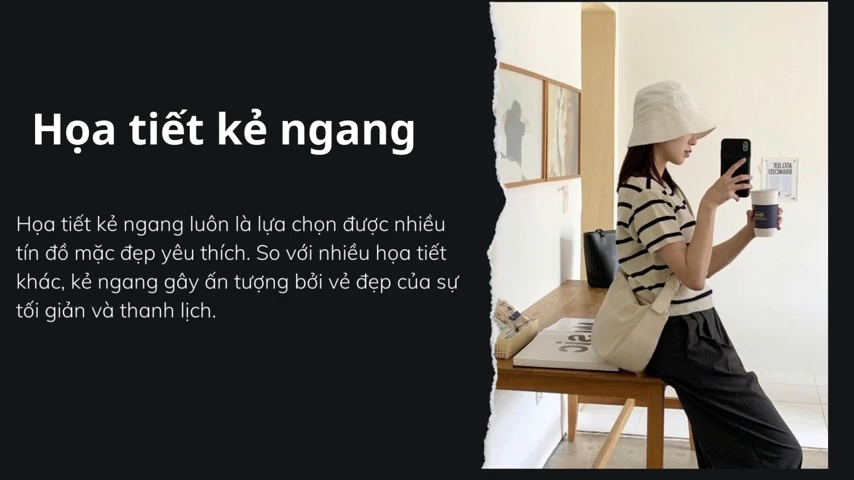 Họa tiết kẻ ngang
Họa tiết kẻ ngang luôn là lựa chọn được nhiều
tín đồ mặc đẹp yêu thích. So với nhiều họa tiết
khác, kẻ ngang gây ấn tượng bởi vẻ đẹp của sự
tối giản và thanh lịch.
ATELIER
BRANCUSI